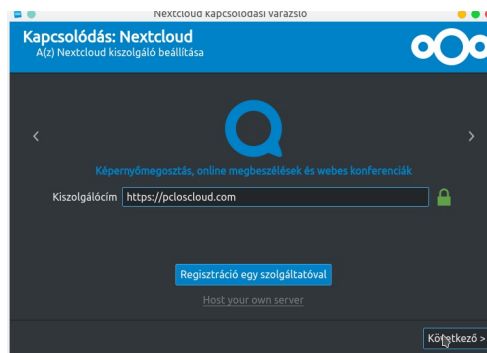 Nextcloud kapcsolódási varázsló
Kapcsolódás: Nextcloud
A(z) Nextcloud kiszolgáló beállítása
Képernyőmegosztás, online megbeszélések és webes konferenciák
Kiszolgálócím https://pcloscloud.com
Regisztráció egy szolgáltatóval
Host your own server
Következő >